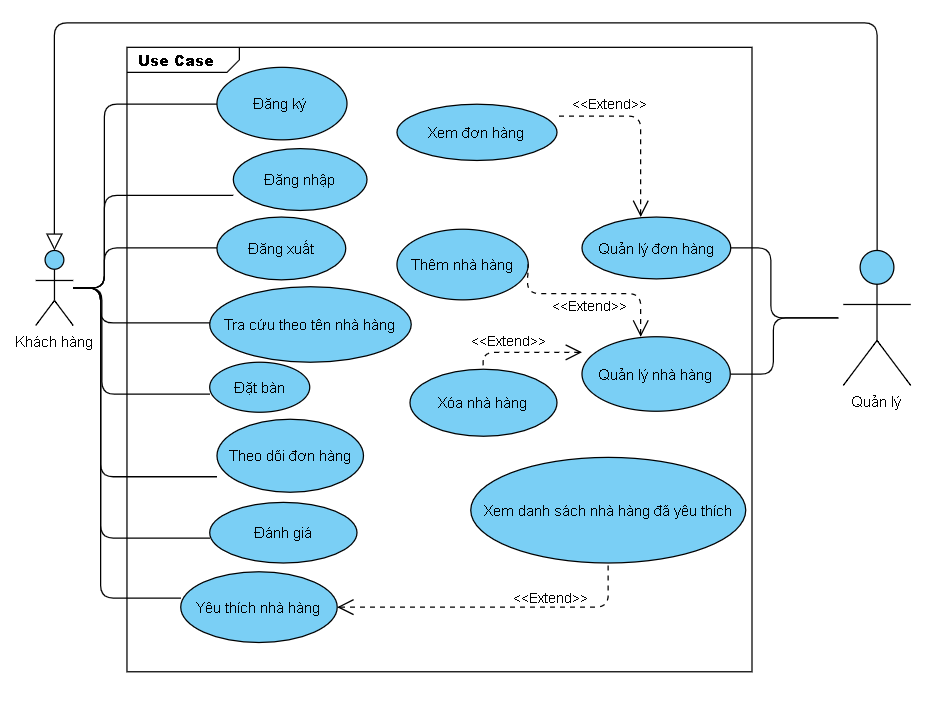 Use Case
Đăng ký
<<Extend>>
Xem đơn hàng
Đăng nhập
Đăng xuất
Quản lý đơn hàng
Thêm nhà hàng
<<Extend>>
Tra cứu theo tên nhà hàng
Khách hàng
<<Extend>>
Quản lý nhà hàng
Đặt bàn
Xóa nhà hàng
Quản lý
Theo dõi đơn hàng
Xem danh sách nhà hàng đã yêu thích
Đánh giá
<<Extend>>
Yêu thích nhà hàng